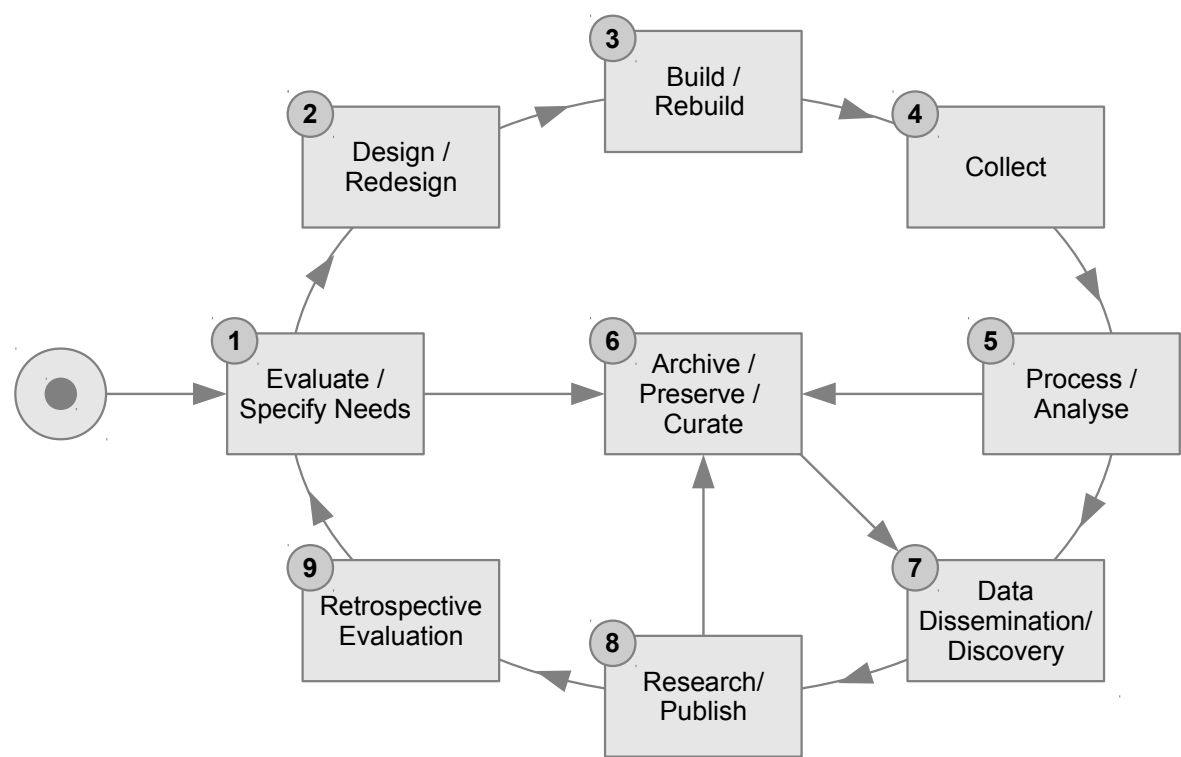 3
Build /
Rebuild
2
Design /
Redesign
4
Collect
1
Evaluate /
Specify Needs
6
Archive /
Preserve /
Curate
5
Process /
Analyse
9
Retrospective
Evaluation
8
Research/
Publish
7
Data
Dissemination/
Discovery